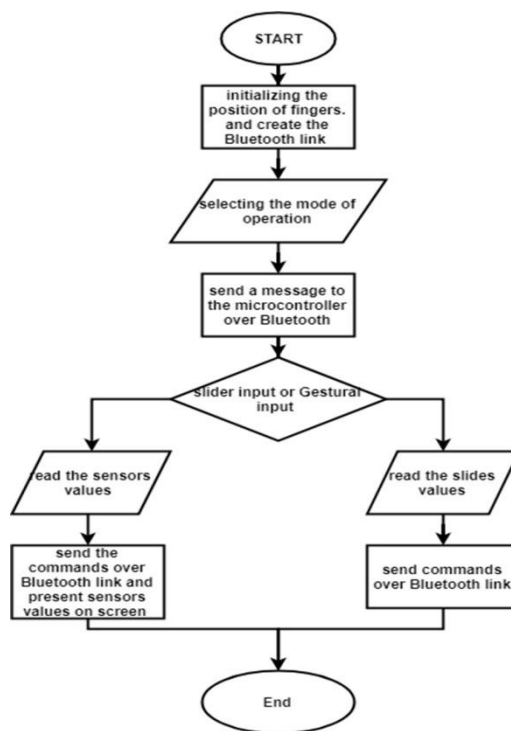 START
initializing the
position of fingers.
and create the
Bluetooth link
selecting the mode of
operation
send a message to
the microcontroller
over Bluetooth
slider input or Gestural
input
read the sensors
values
read the slides
values
send the
commands over
Bluetooth link and
present sensors
values on screen
send commands
over Bluetooth link
End